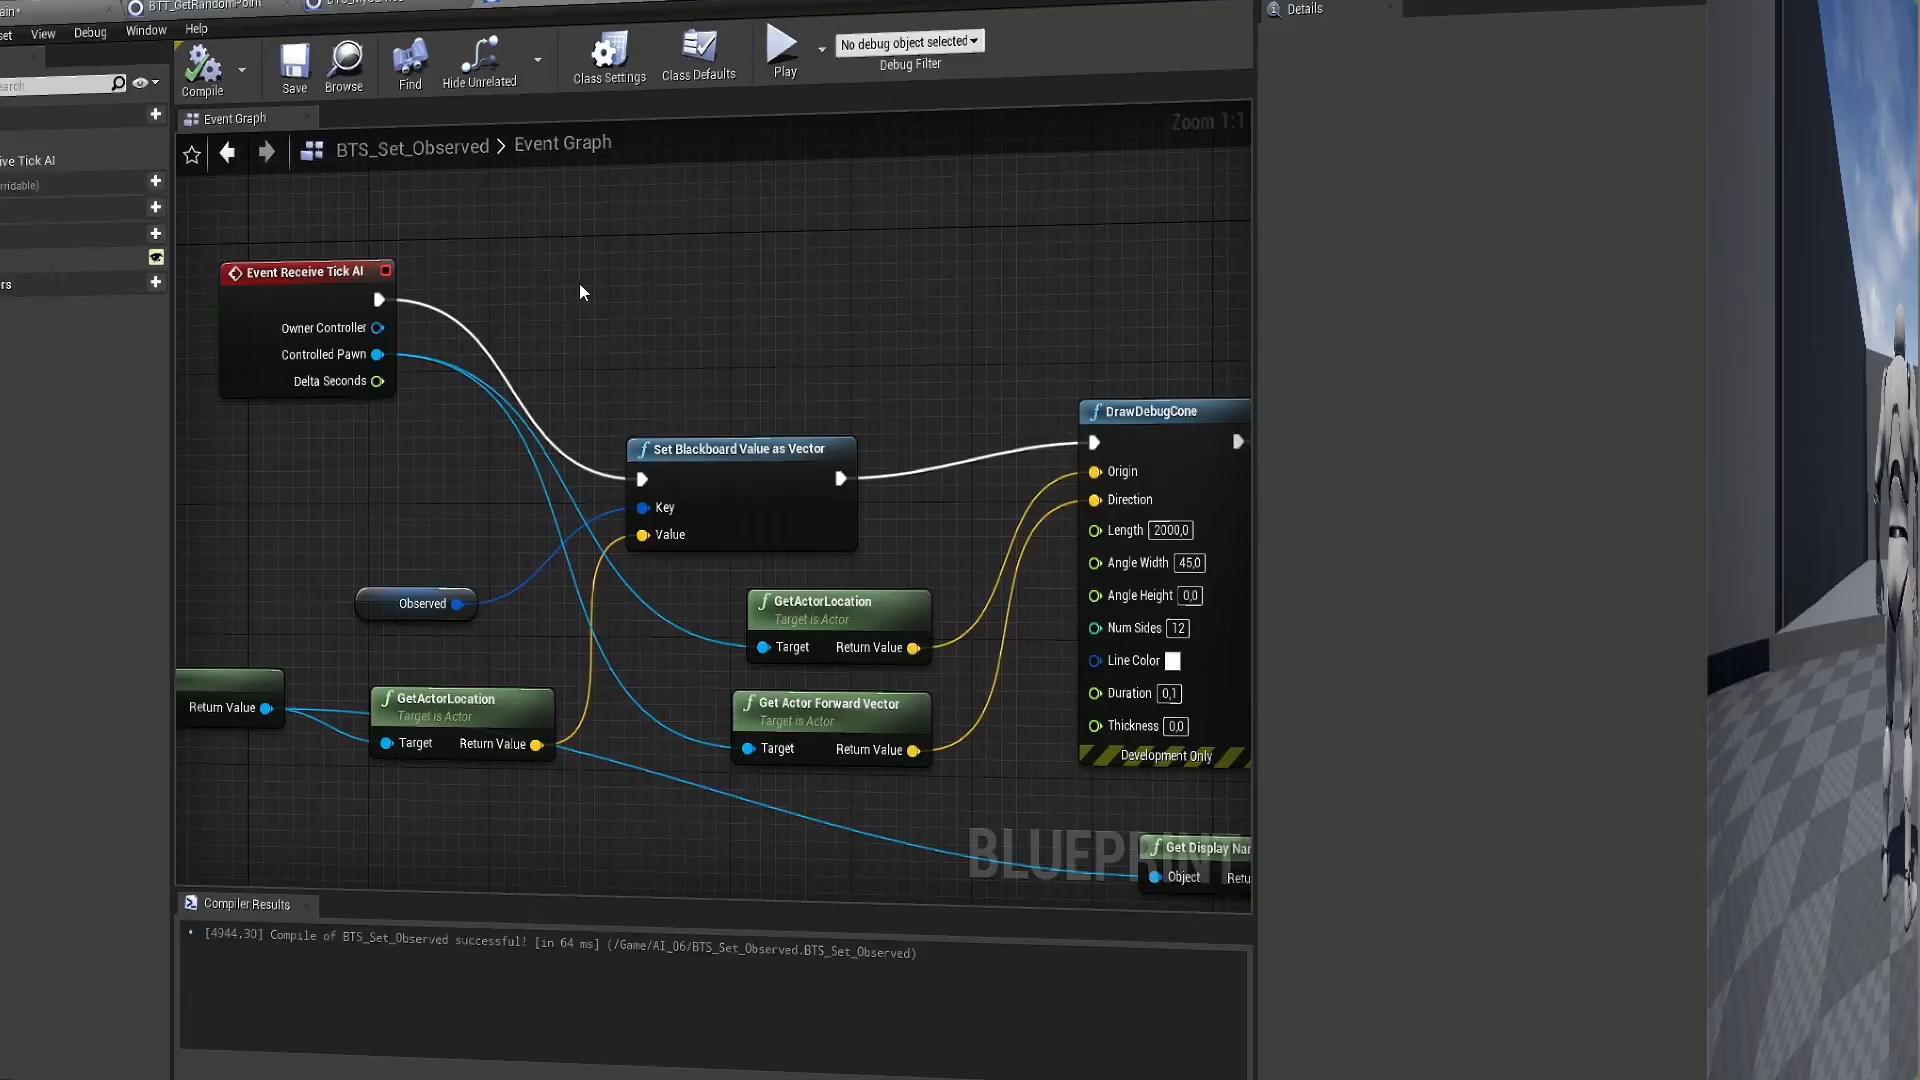 ain*
BTT_GetRandomPoint
set
View
Debug
Window
Help
earch
Compile
Save
Browse
Find
Hide Unrelated
Class Settings
Class Defaults
Play
No debug object selected
Debug Filter
Details
Event Graph
BTS_Set_Observed > Event Graph
Zoom 1:1
ive Tick AI
rridable)
ers
Event Receive Tick AI
Owner Controller
Controlled Pawn
Delta Seconds
f Set Blackboard Value as Vector
Key
Value
f DrawDebugCone
Origin
Direction
Length 2000,0
Angle Width 45,0
Angle Height 0,0
Num Sides 12
Line Color
Duration 0,1
Thickness 0,0
Development Only
Observed
f GetActorLocation
Target is Actor
Target Return Value
Return Value
f GetActorLocation
Target is Actor
Target Return Value
f Get Actor Forward Vector
Target is Actor
Target Return Value
BLUEPRINT
f Get Display Nar
Object Retu
Compiler Results
• [4944,30] Compile of BTS_Set_Observed successful! [in 64 ms] (/Game/AI_06/BTS_Set_Observed.BTS_Set_Observed)